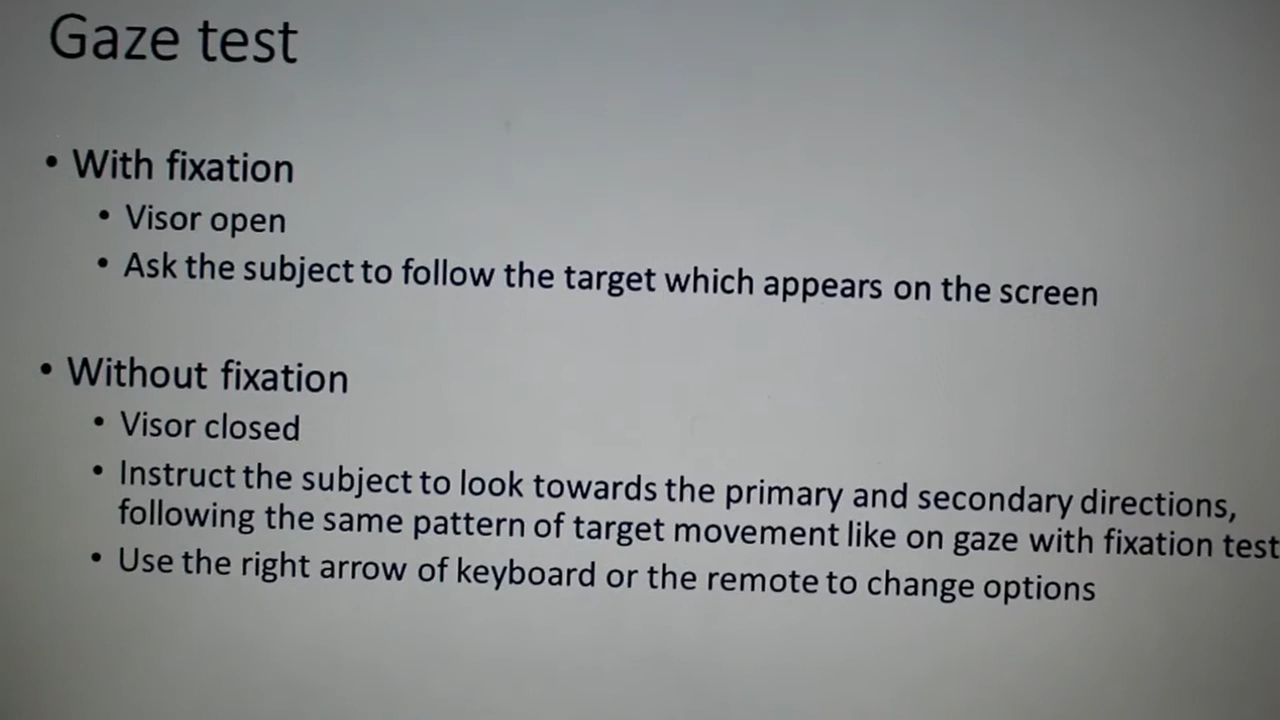 Gaze test
• With fixation
• Visor open
• Ask the subject to follow the target which appears on the screen
• Without fixation
• Visor closed
• Instruct the subject to look towards the primary and secondary directions,
following the same pattern of target movement like on gaze with fixation test
• Use the right arrow of keyboard or the remote to change options